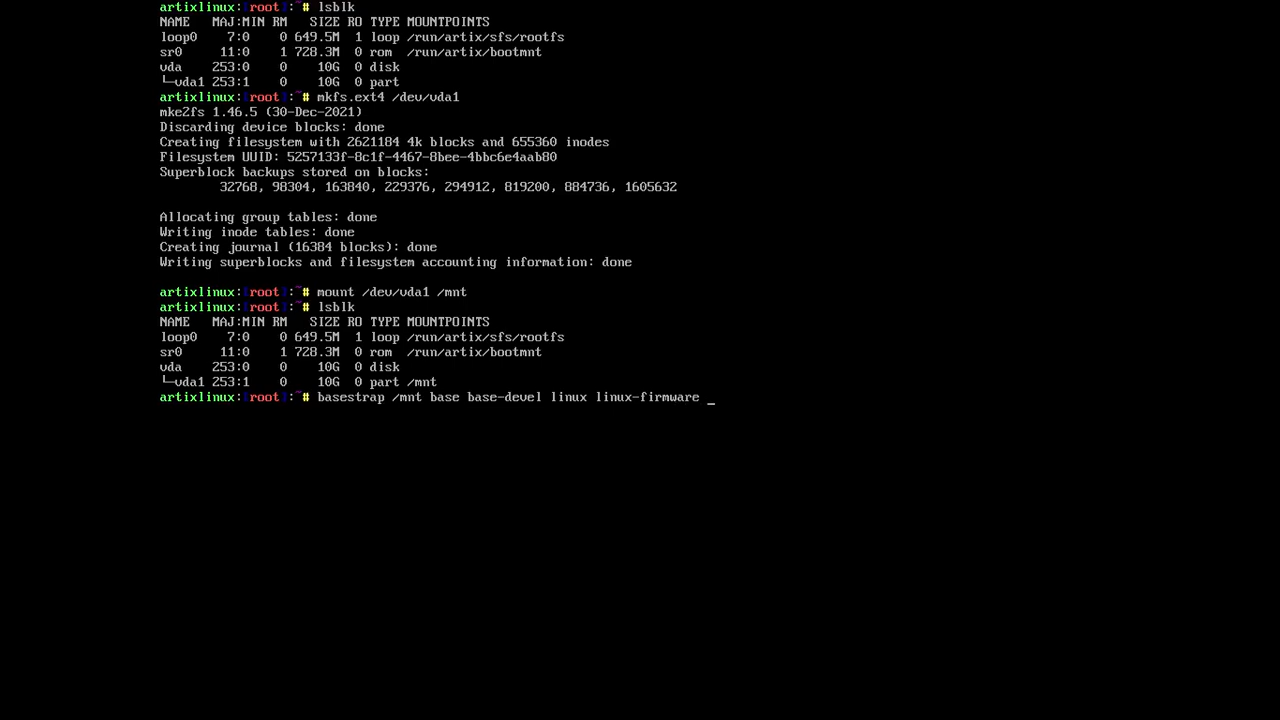 artixlinux:[root]:~# lsblk
NAME   MAJ:MIN RM   SIZE RO TYPE MOUNTPOINTS
loop0    7:0    0 649.5M  1 loop /run/artix/sfs/rootfs
sr0     11:0    1 728.3M  0 rom  /run/artix/bootmnt
vda    253:0    0    10G  0 disk
└─vda1 253:1    0    10G  0 part
artixlinux:[root]:~# mkfs.ext4 /dev/vda1
mke2fs 1.46.5 (30-Dec-2021)
Discarding device blocks: done
Creating filesystem with 2621184 4k blocks and 655360 inodes
Filesystem UUID: 5257133f-8c1f-4467-8bee-4bbc6e4aab80
Superblock backups stored on blocks:
        32768, 98304, 163840, 229376, 294912, 819200, 884736, 1605632
Allocating group tables: done
Writing inode tables: done
Creating journal (16384 blocks): done
Writing superblocks and filesystem accounting information: done
artixlinux:[root]:~# mount /dev/vda1 /mnt
artixlinux:[root]:~# lsblk
NAME   MAJ:MIN RM   SIZE RO TYPE MOUNTPOINTS
loop0    7:0    0 649.5M  1 loop /run/artix/sfs/rootfs
sr0     11:0    1 728.3M  0 rom  /run/artix/bootmnt
vda    253:0    0    10G  0 disk
└─vda1 253:1    0    10G  0 part /mnt
artixlinux:[root]:~# basestrap /mnt base base-devel linux linux-firmware _